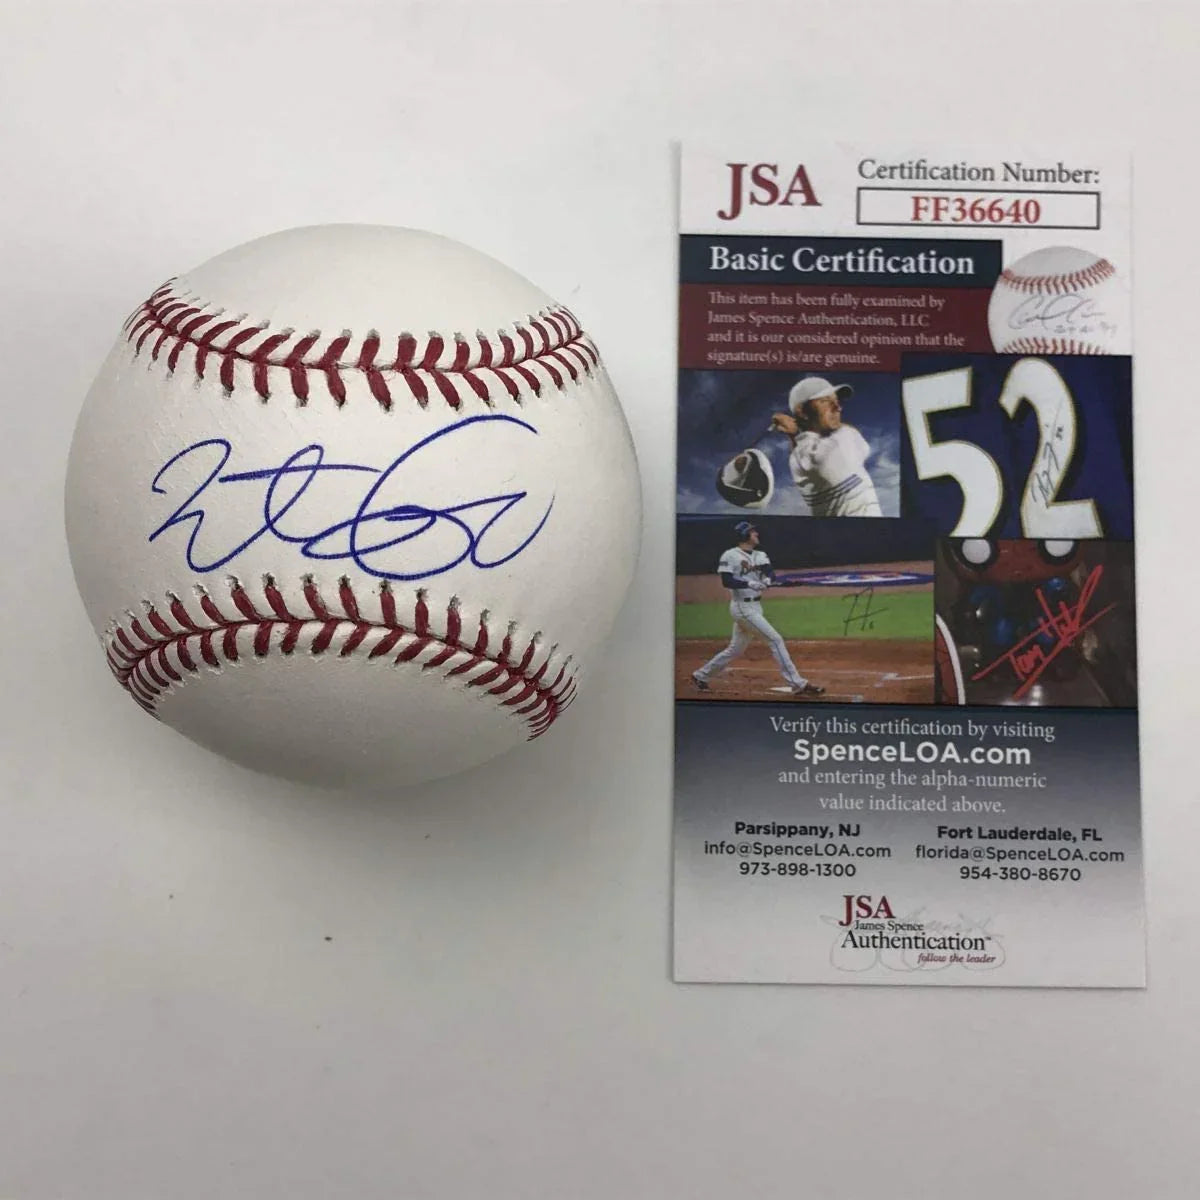 JSA
Certification Number:
FF36640
Basic Certification
This item has been fully examined by
James Spence Authentication, LLC
and it is our considered opinion that the
signature(s) is/are genuine.
52
Verify this certification by visiting
SpenceLOA.com
and entering the alpha-numeric
value indicated above.
Parsippany, NJ
info@SpenceLOA.com
973-898-1300
Fort Lauderdale, FL
florida@SpenceLOA.com
954-380-8670
JSA
James Spence
Authentication™
follow the leader